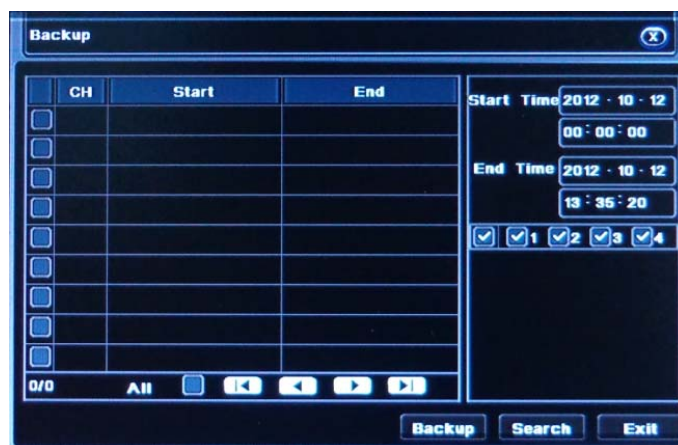 Backup
X
CH Start End
Start Time 2012 - 10 - 12
00 : 00 : 00
End Time 2012 - 10 - 12
13 : 35 : 20
1 2 3 4
0/0 All
Backup Search Exit